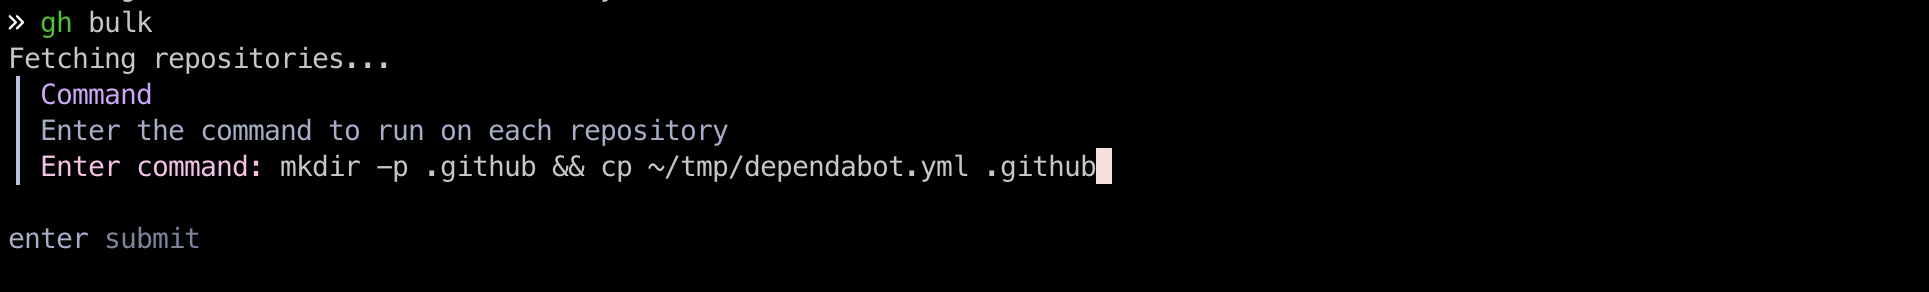 » gh bulk
Fetching repositories...
Command
Enter the command to run on each repository
Enter command: mkdir -p .github && cp ~/tmp/dependabot.yml .github
enter submit